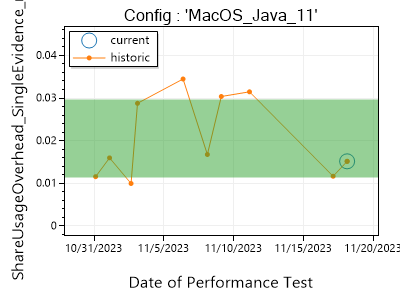 Config : 'MacOS_Java_11'
ShareUsageOverhead_SingleEvidence_
current
historic
0.04
0.03
0.02
0.01
0
10/31/2023
11/5/2023
11/10/2023
11/15/2023
11/20/2023
Date of Performance Test